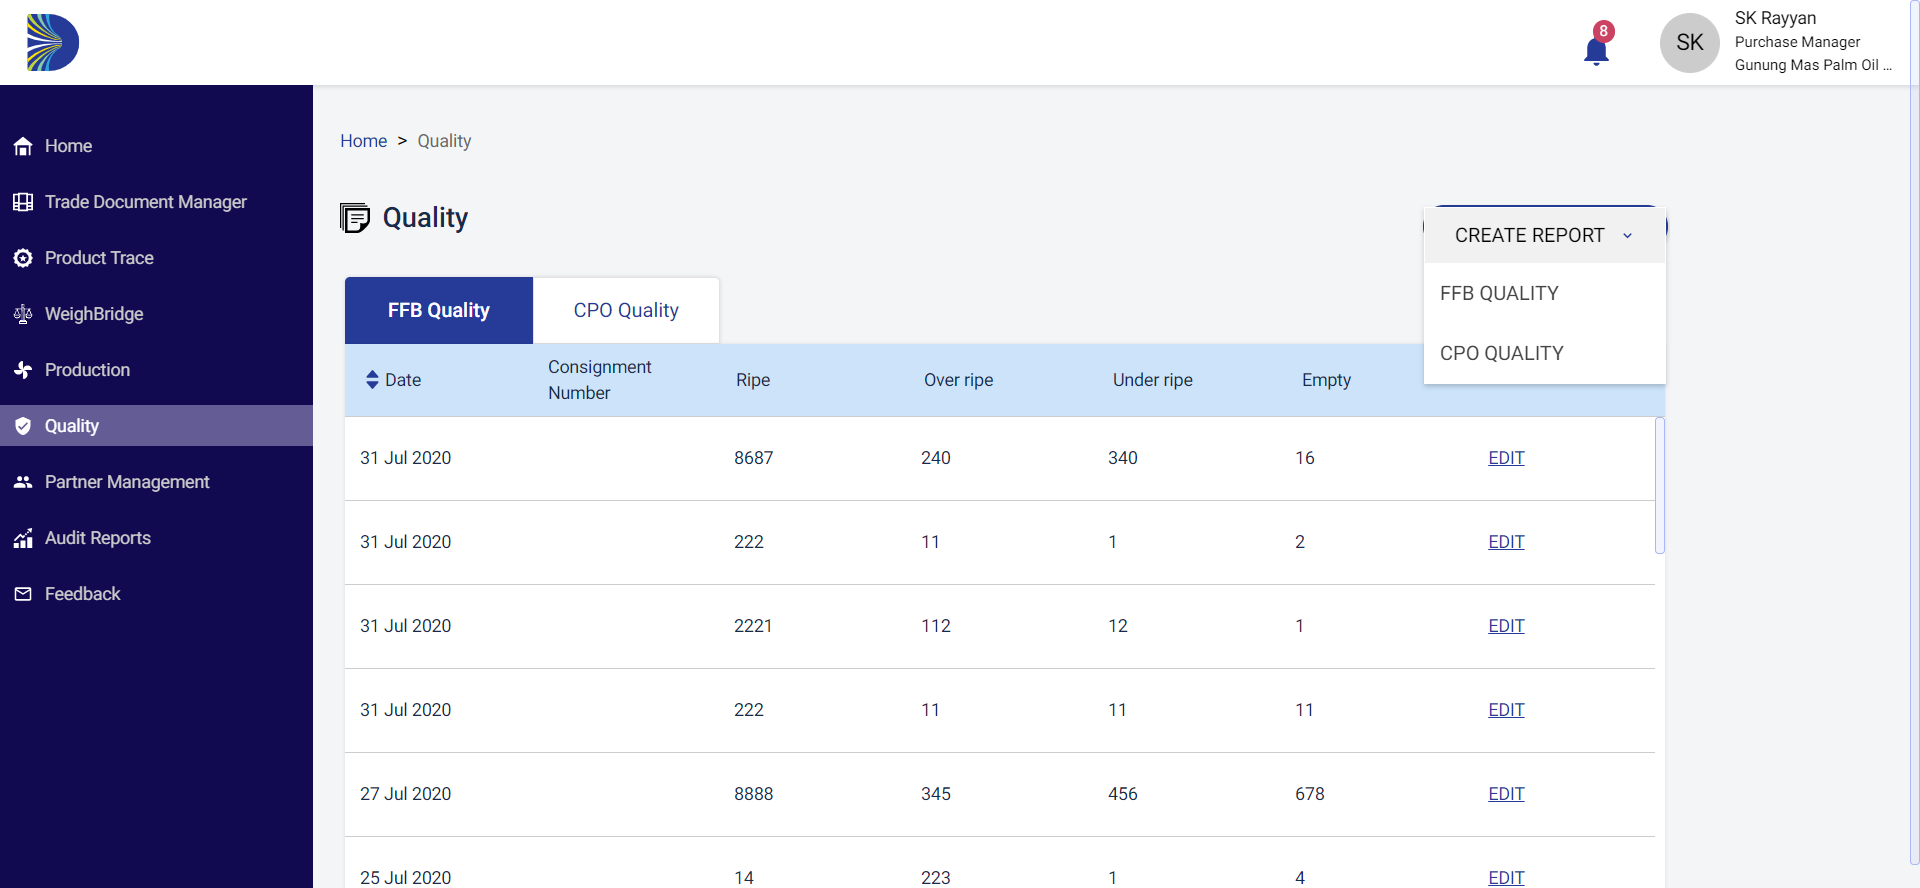 8
SK
SK Rayyan
Purchase Manager
Gunung Mas Palm Oil ...
Home
Trade Document Manager
Product Trace
WeighBridge
Production
Quality
Partner Management
Audit Reports
Feedback
Home > Quality
Quality
CREATE REPORT
FFB QUALITY
CPO QUALITY
FFB Quality CPO Quality
Date Consignment Number Ripe Over ripe Under ripe Empty
31 Jul 2020 8687 240 340 16 EDIT
31 Jul 2020 222 11 1 2 EDIT
31 Jul 2020 2221 112 12 1 EDIT
31 Jul 2020 222 11 11 11 EDIT
27 Jul 2020 8888 345 456 678 EDIT
25 Jul 2020 14 223 1 4 EDIT